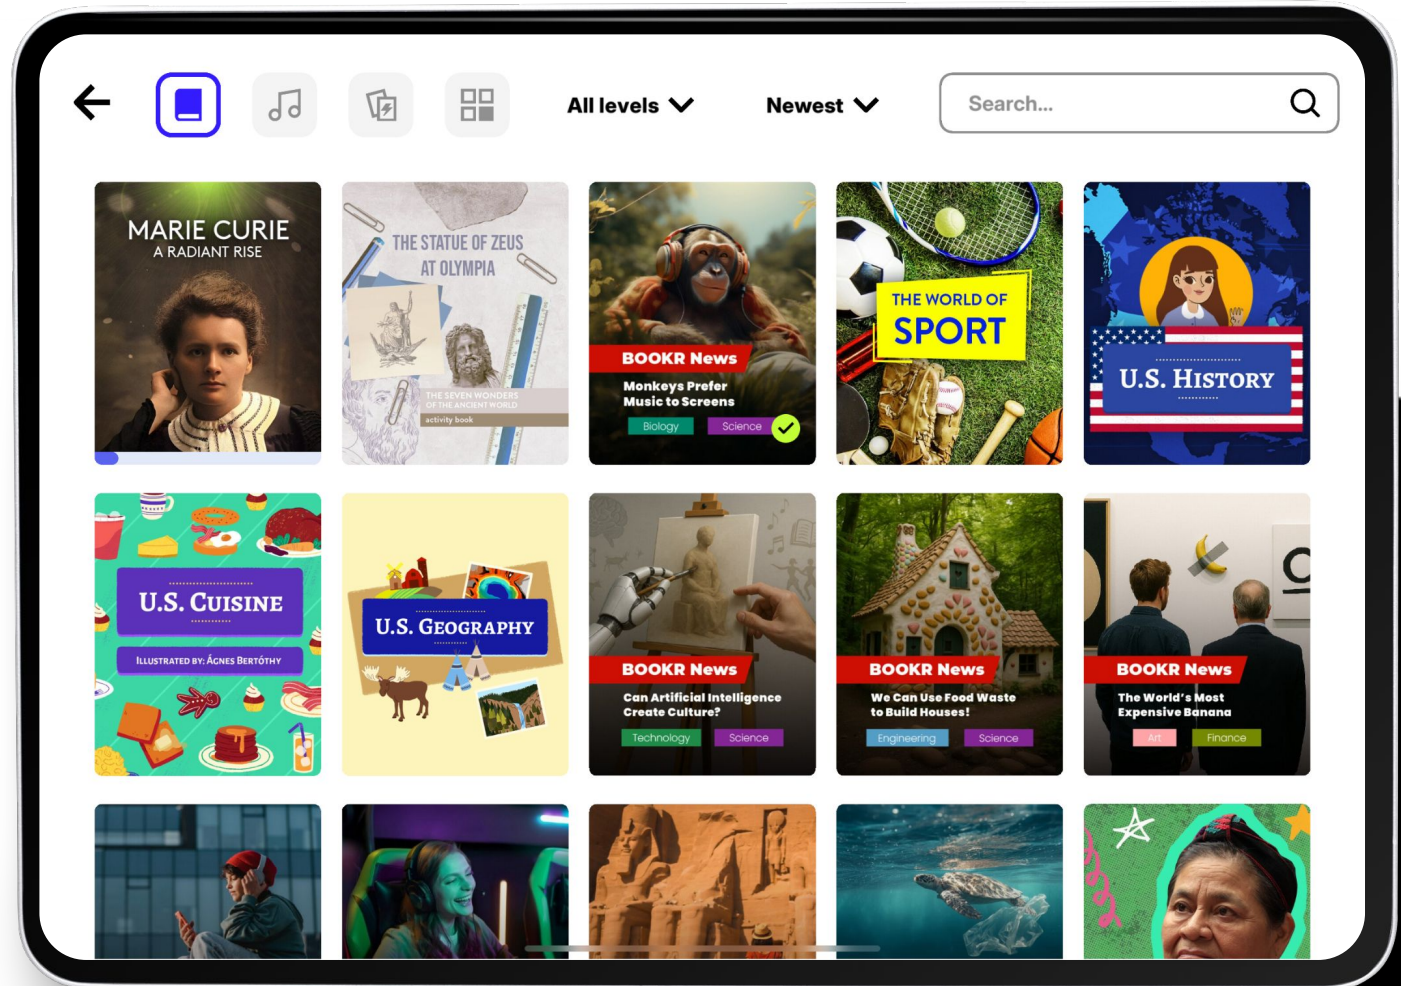 All levels
Newest
Search...
MARIE CURIE
A RADIANT RISE
THE STATUE OF ZEUS
AT OLYMPIA
THE SEVEN WONDERS
OF THE ANCIENT WORLD
activity book
BOOKR News
Monkeys Prefer
Music to Screens
Biology
Science
THE WORLD OF
SPORT
U.S. HISTORY
U.S. CUISINE
ILLUSTRATED BY: ÁGNES BERTÓTHY
U.S. GEOGRAPHY
BOOKR News
Can Artificial Intelligence
Create Culture?
Technology
Science
BOOKR News
We Can Use Food Waste
to Build Houses!
Engineering
Science
BOOKR News
The World's Most
Expensive Banana
Art
Finance